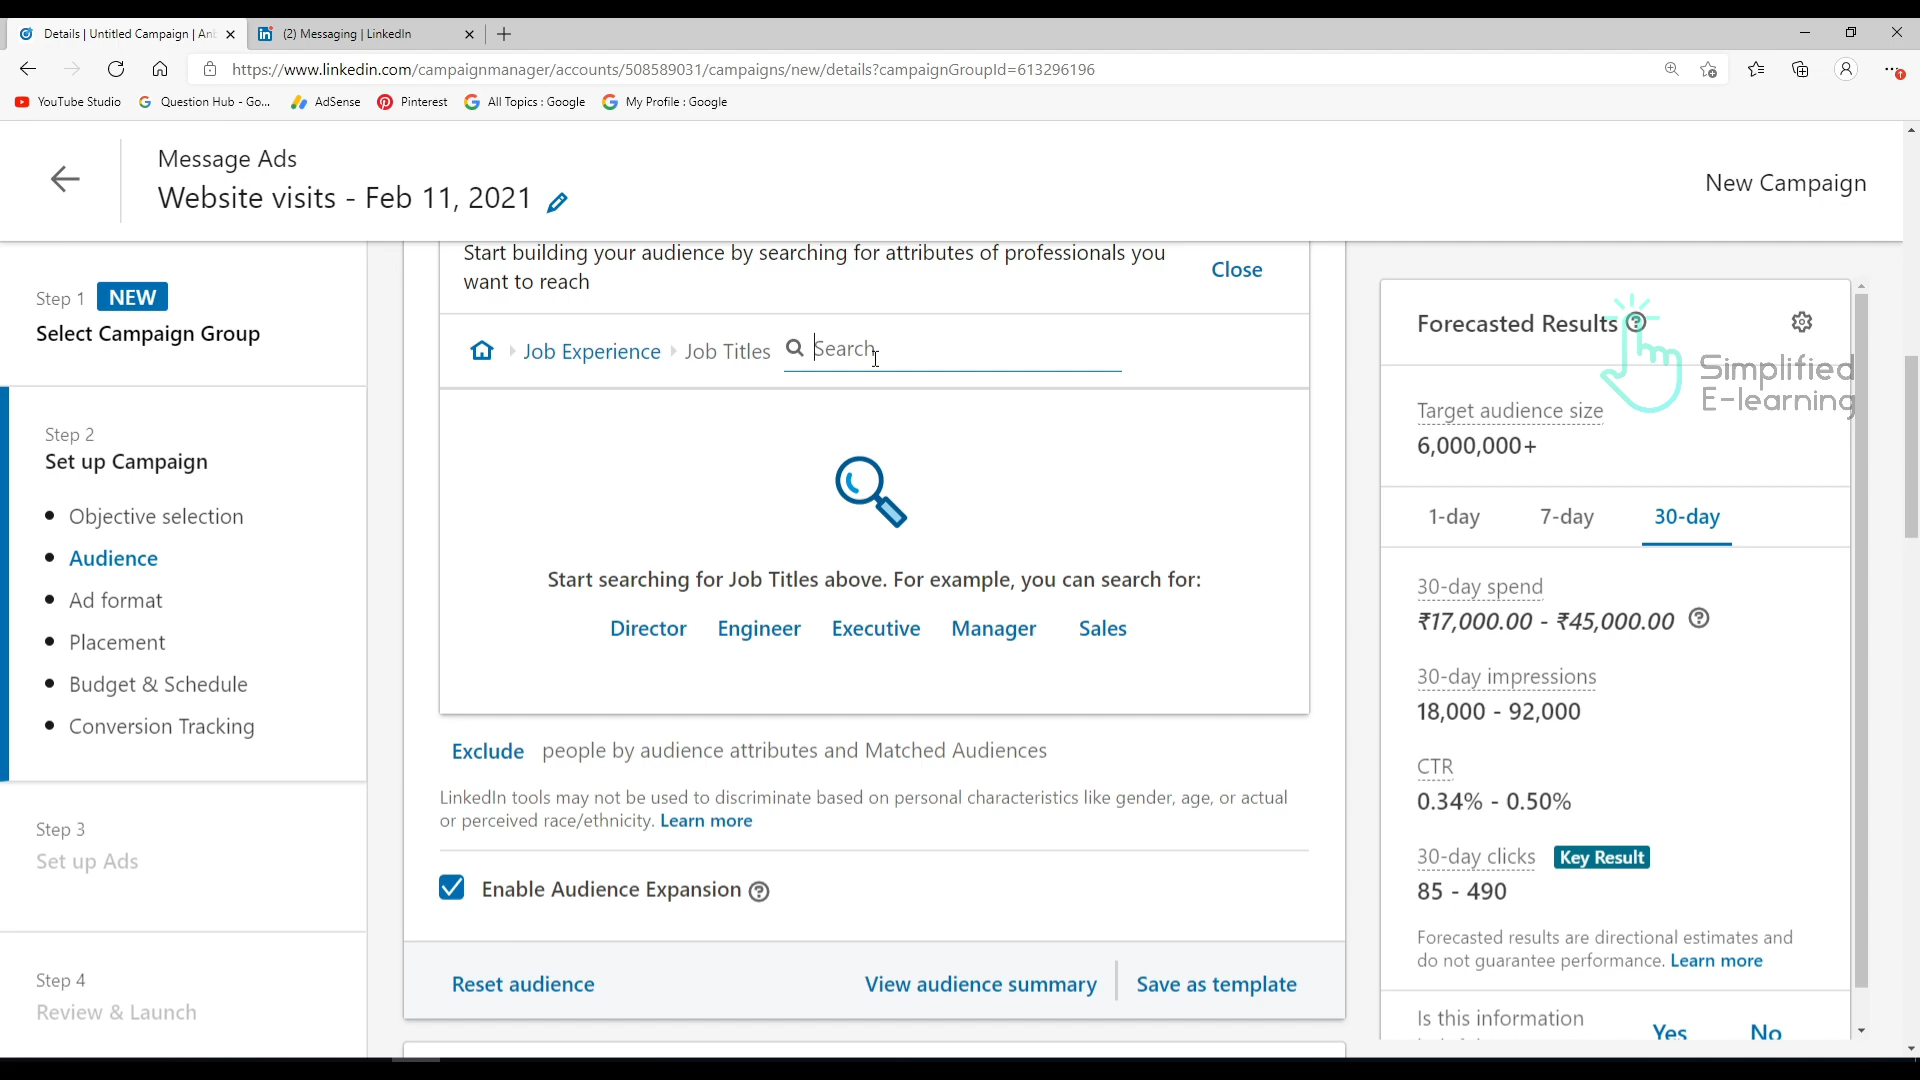 Details | Untitled Campaign | Ant
(2) Messaging | LinkedIn
https://www.linkedin.com/campaignmanager/accounts/508589031/campaigns/new/details?campaignGroupId=613296196
YouTube Studio
Question Hub - Go...
AdSense
Pinterest
All Topics : Google
My Profile : Google
Message Ads
Website visits - Feb 11, 2021
New Campaign
Step 1 NEW
Select Campaign Group
Step 2
Set up Campaign
Objective selection
Audience
Ad format
Placement
Budget & Schedule
Conversion Tracking
Step 3
Set up Ads
Step 4
Review & Launch
Start building your audience by searching for attributes of professionals you
want to reach
Close
Job Experience Job Titles Search
Start searching for Job Titles above. For example, you can search for:
Director Engineer Executive Manager Sales
Exclude people by audience attributes and Matched Audiences
LinkedIn tools may not be used to discriminate based on personal characteristics like gender, age, or actual
or perceived race/ethnicity. Learn more
Enable Audience Expansion
Reset audience View audience summary Save as template
Forecasted Results
Simplified
E-learning
Target audience size
6,000,000+
1-day 7-day 30-day
30-day spend
₹17,000.00 - ₹45,000.00
30-day impressions
18,000 - 92,000
CTR
0.34% - 0.50%
30-day clicks Key Result
85 - 490
Forecasted results are directional estimates and
do not guarantee performance. Learn more
Is this information
Yes No